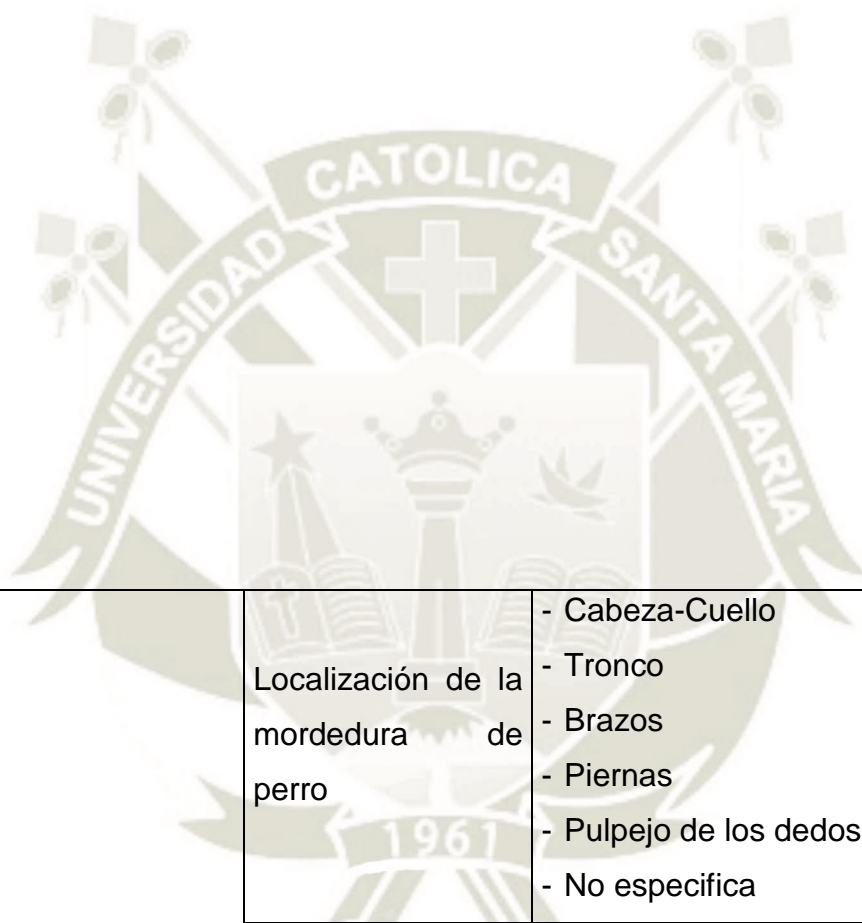 CATOLICA
UNIVERSIDAD
SANTA MARIA
Localización de la
mordedura de
perro
- Cabeza-Cuello
- Tronco
- Brazos
- Piernas
- Pulpejo de los dedos
- No especifica
1961